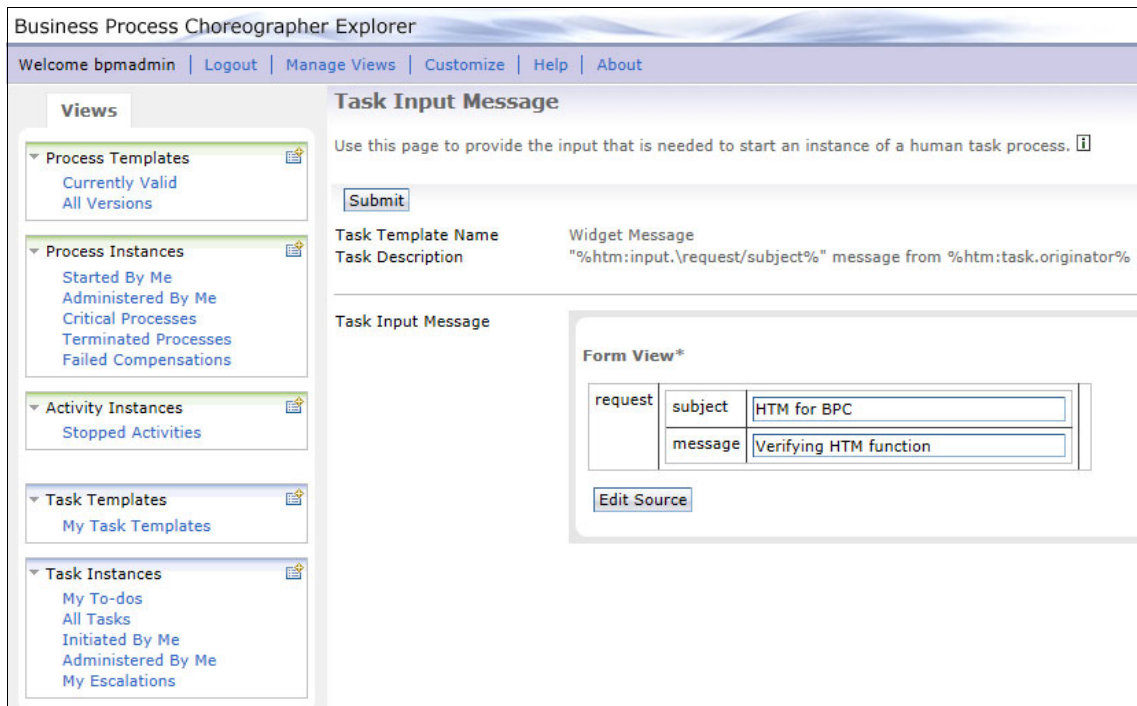 Business Process Choreographer Explorer
Welcome bpmadmin | Logout | Manage Views | Customize | Help | About
Views
Process Templates
Currently Valid
All Versions
Process Instances
Started By Me
Administered By Me
Critical Processes
Terminated Processes
Failed Compensations
Activity Instances
Stopped Activities
Task Templates
My Task Templates
Task Instances
My To-dos
All Tasks
Initiated By Me
Administered By Me
My Escalations
Task Input Message
Use this page to provide the input that is needed to start an instance of a human task process. i
Submit
Task Template Name Widget Message
Task Description "%htm:input.\request/subject%" message from %htm:task.originator%
Task Input Message
Form View*
request
subject HTM for BPC
message Verifying HTM function
Edit Source